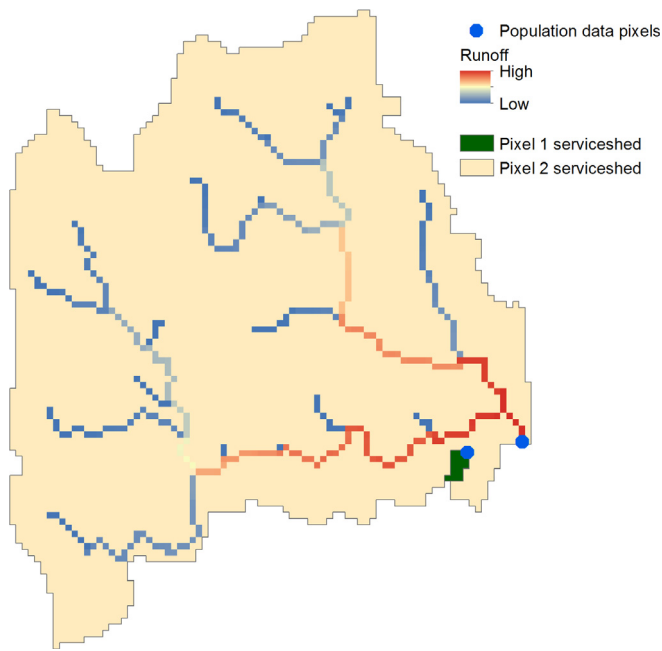 Population data pixels
Runoff
High
Low
Pixel 1 serviceshed
Pixel 2 serviceshed